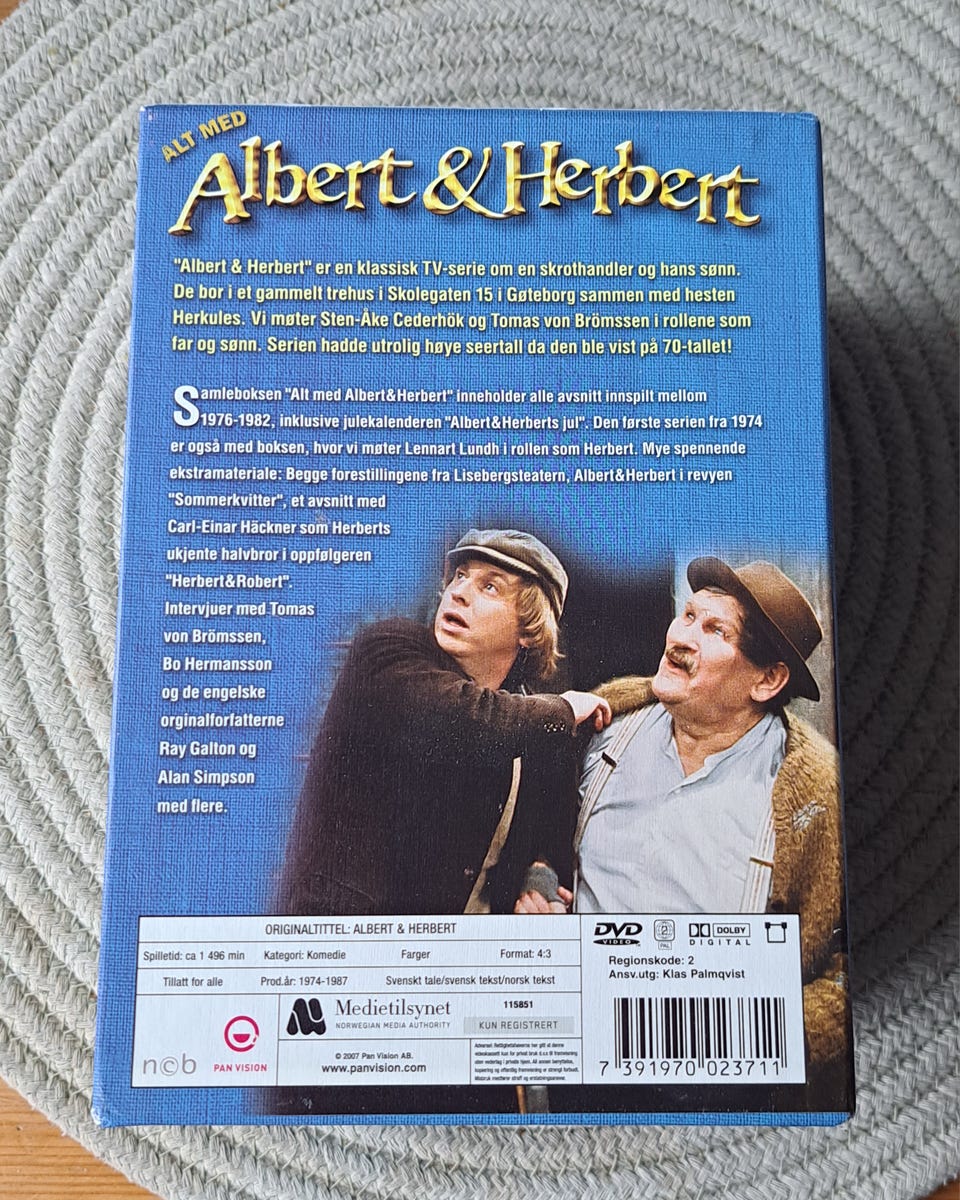 ALT MED
Albert & Herbert
"Albert & Herbert" er en klassisk TV-serie om en skrothandler og hans sønn.
De bor i et gammelt trehus i Skolegaten 15 i Gøteborg sammen med hesten
Herkules. Vi møter Sten-Åke Cederhök og Tomas von Brömssen i rollene som
far og sønn. Serien hadde utrolig høye seertall da den ble vist på 70-tallet!
Samleboksen "Alt med Albert&Herbert" inneholder alle avsnitt innspilt mellom
1976-1982, inklusive julekalenderen "Albert&Herberts jul". Den første serien fra 1974
er også med boksen, hvor vi møter Lennart Lundh i rollen som Herbert. Mye spennende
ekstramateriale: Begge forestillingene fra Lisebergsteatern, Albert&Herbert i revyen
"Sommerkvitter", et avsnitt med
Carl-Einar Häckner som Herberts
ukjente halvbror i oppfølgeren
"Herbert&Robert".
Intervjuer med Tomas
von Brömssen,
Bo Hermansson
og de engelske
orginalforfatterne
Ray Galton og
Alan Simpson
med flere.
ORIGINALTITTEL: ALBERT & HERBERT
Spilletid: ca 1 496 min Kategori: Komedie Farger Format: 4:3
Tillatt for alle Prod.år: 1974-1987 Svenskt tale/svensk tekst/norsk tekst
DVD VIDEO 2 PAL DOLBY DIGITAL
Regionskode: 2
Ansv.utg: Klas Palmqvist
Medietilsynet
NORWEGIAN MEDIA AUTHORITY
115851
KUN REGISTRERT
ncb
PAN VISION
© 2007 Pan Vision AB.
www.panvision.com
7 391970 023711